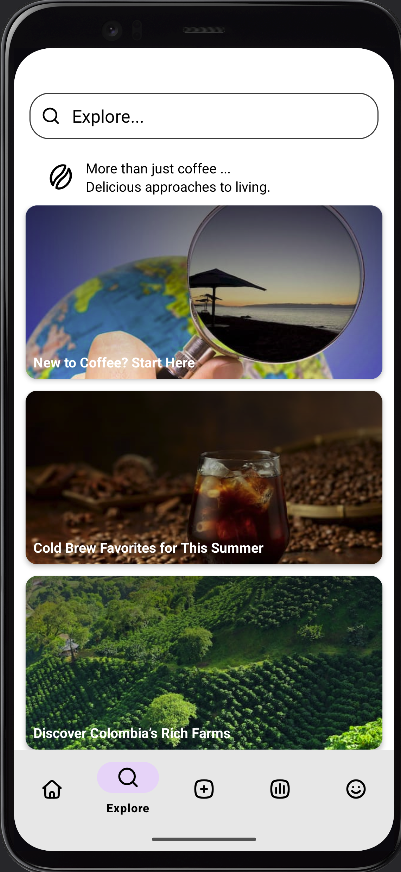 Explore...
More than just coffee ...
Delicious approaches to living.
New to Coffee? Start Here
Cold Brew Favorites for This Summer
Discover Colombia's Rich Farms
Explore